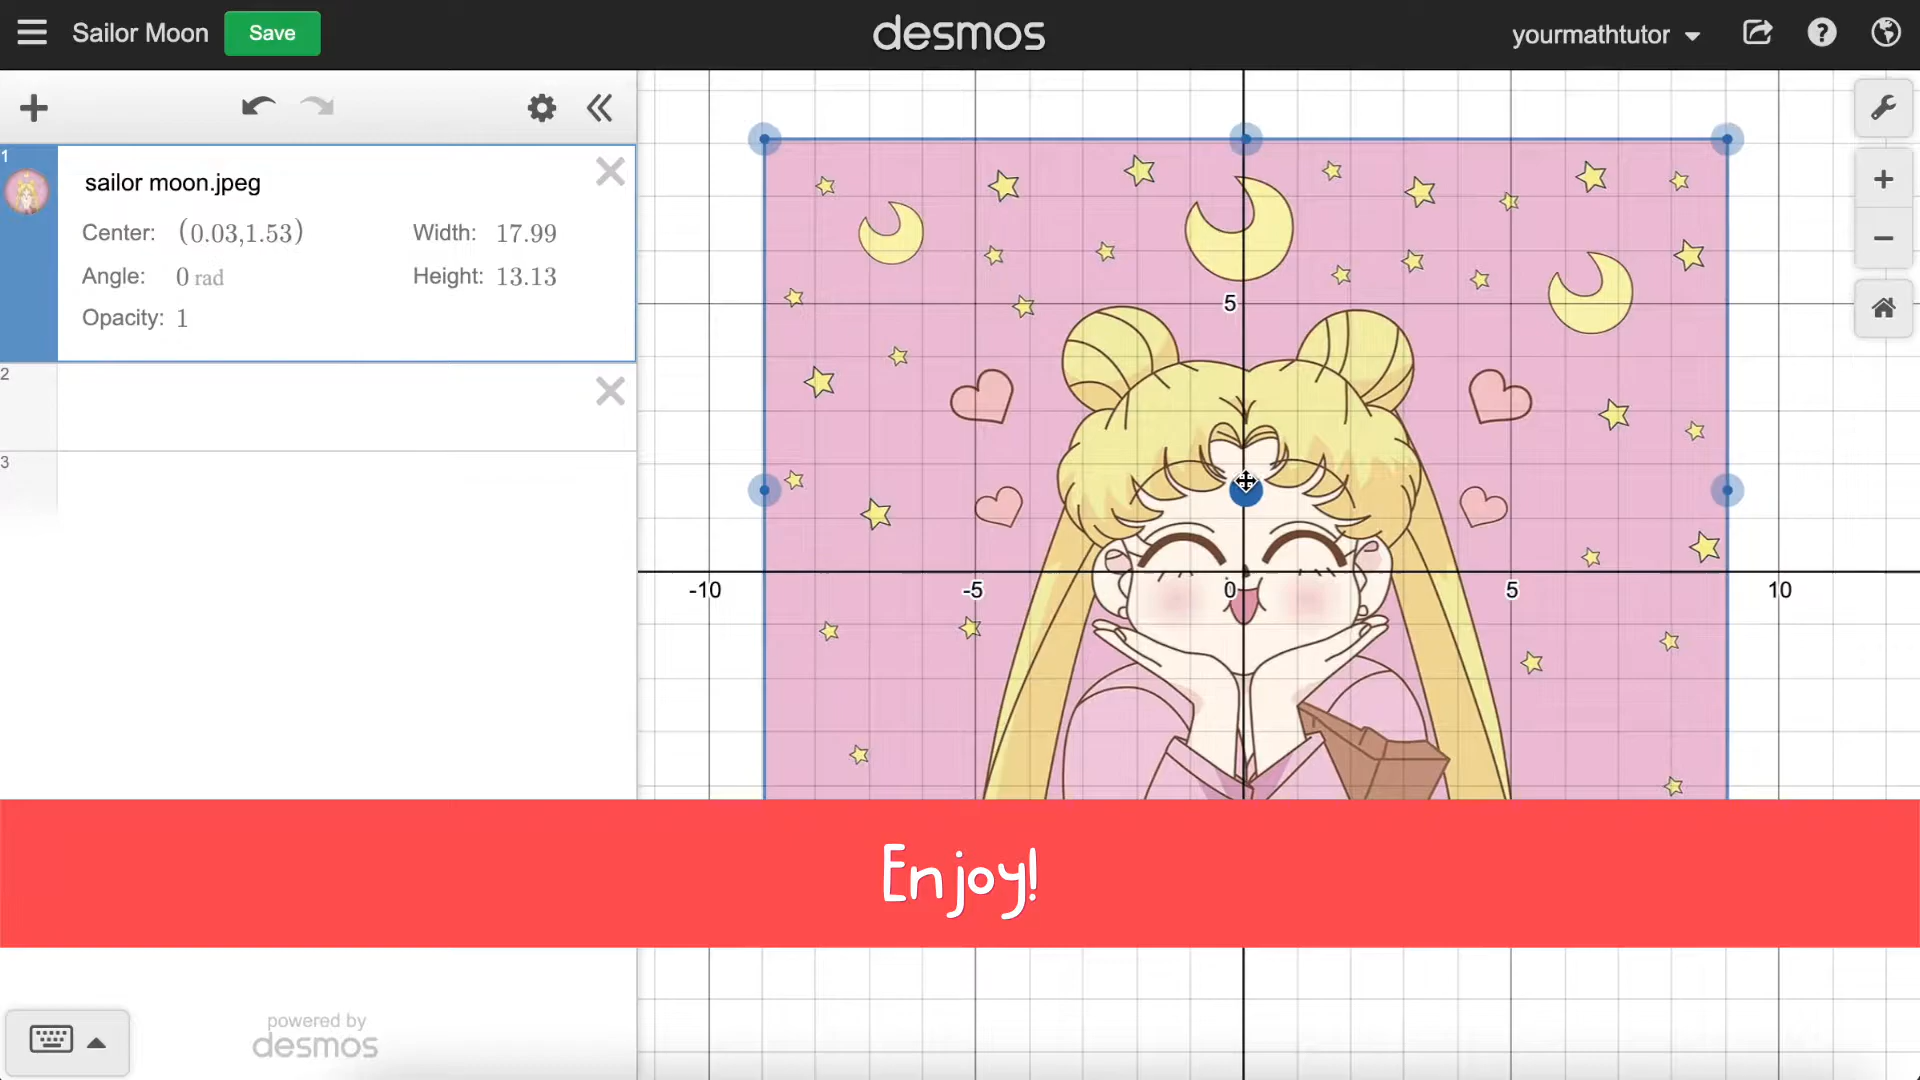 Sailor Moon
Save
desmos
yourmathtutor
1
sailor moon.jpeg
Center: (0.03,1.53)
Width: 17.99
Angle: 0 rad
Height: 13.13
Opacity: 1
2
3
5
-10
-5
0
5
10
Enjoy!
powered by
desmos